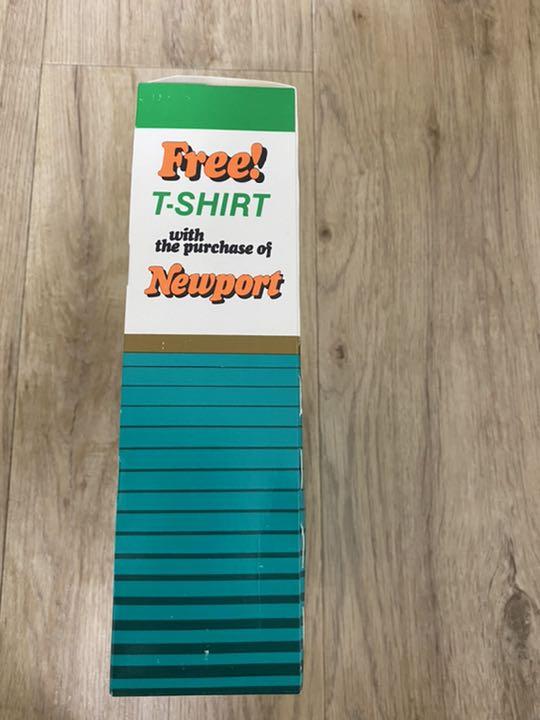 Free!
T-SHIRT
with
the purchase of
Newport